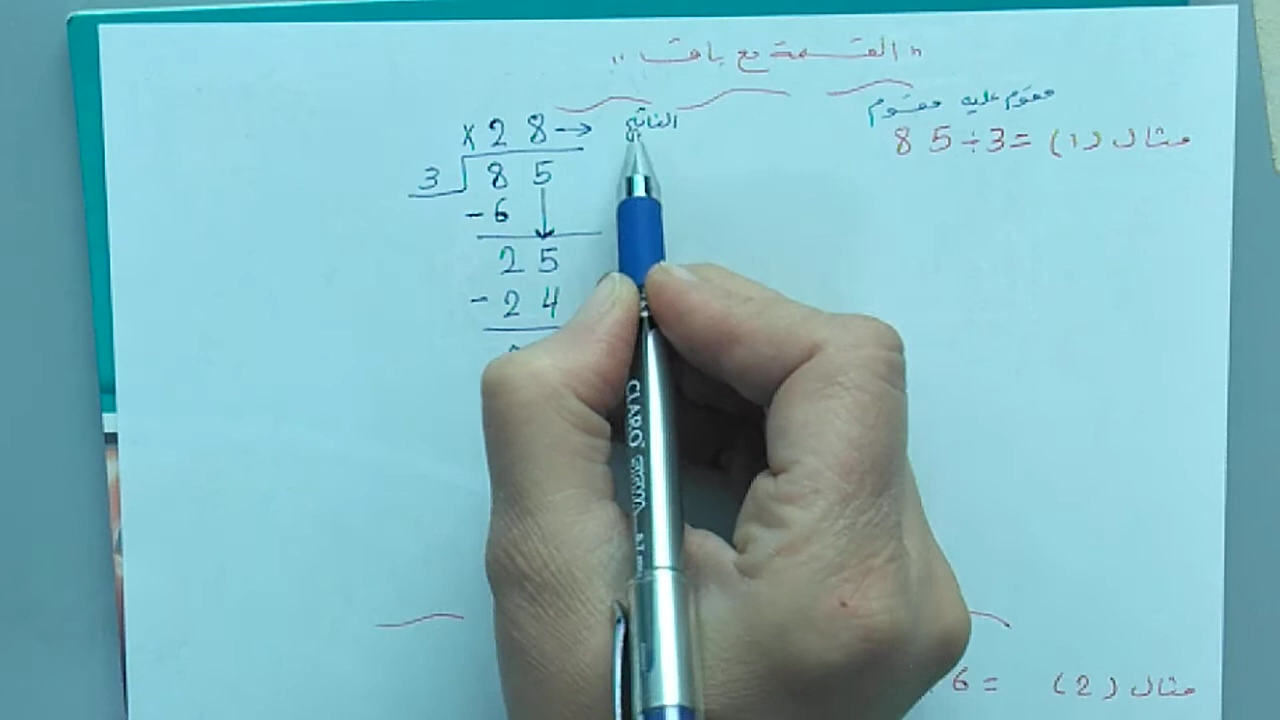 " القسمة مع باقي "
مقسوم عليه مقسوم
مثال (1) 85÷3=
× 2 8 → الناتج
3 8 5
- 6
2 5
- 2 4
CLARO
مثال (2) 6 =